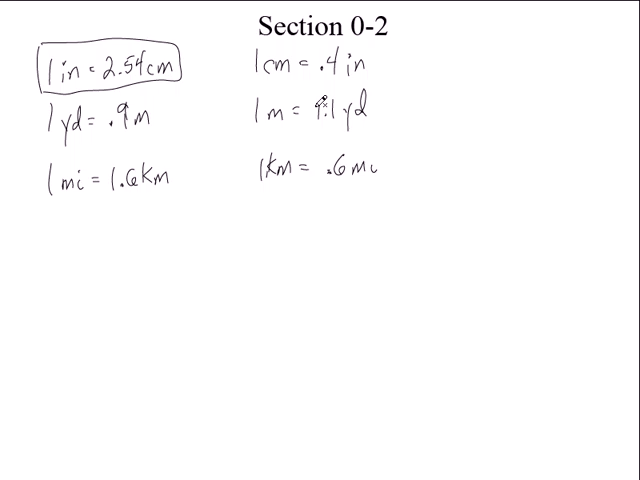 Section 0-2
1 in = 2.54 cm
1 cm = .4 in
1 yd = .9 m
1 m = 1.1 yd
1 mi = 1.6 km
1 km = .6 mi